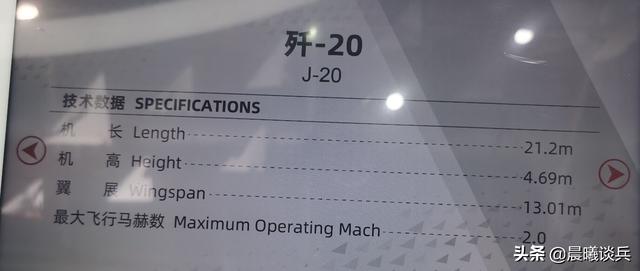 歼-20
J-20
技术数据 SPECIFICATIONS
机 长 Length 21.2m
机 高 Height 4.69m
翼 展 Wingspan 13.01m
最大飞行马赫数 Maximum Operating Mach 2.0
头条 @晨曦谈兵